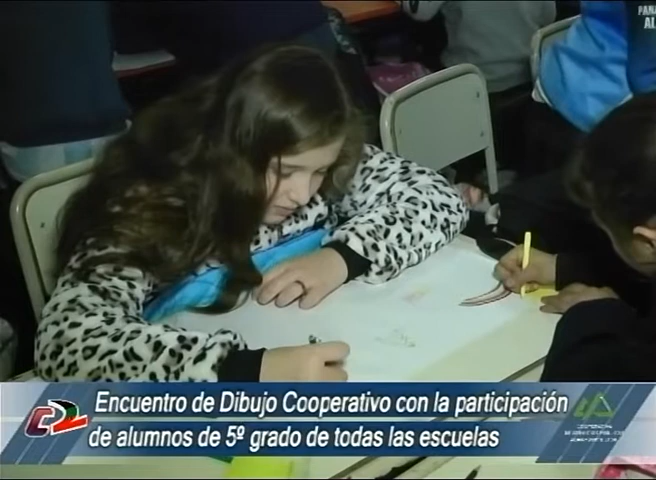 Encuentro de Dibujo Cooperativo con la participación
de alumnos de 5º grado de todas las escuelas